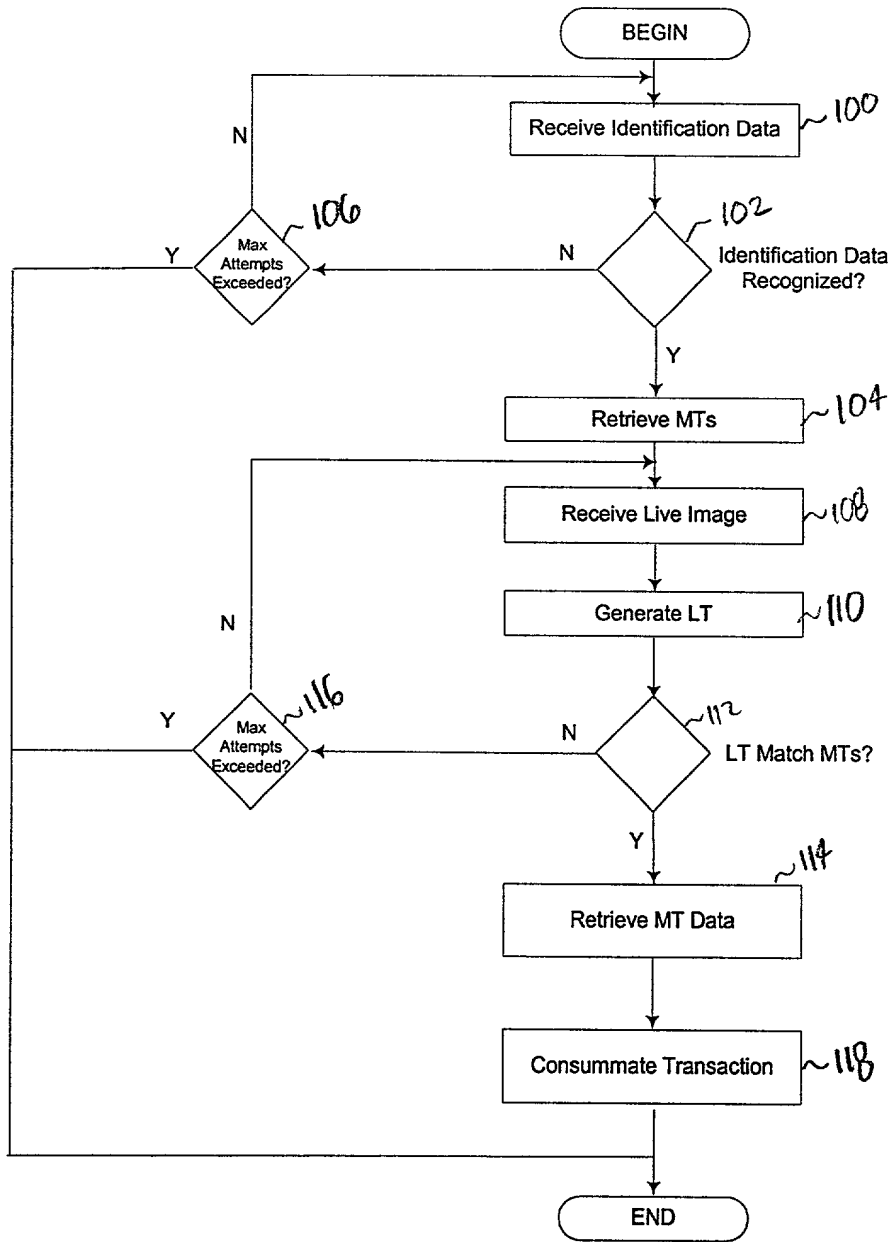 BEGIN
N
Receive Identification Data
100
106
102
Y
Max
Attempts
Exceeded?
N
Identification Data
Recognized?
Y
Retrieve MTs
104
Receive Live Image
108
Generate LT
110
N
116
112
Y
Max
Attempts
Exceeded?
N
LT Match MTs?
Y
114
Retrieve MT Data
Consummate Transaction
118
END